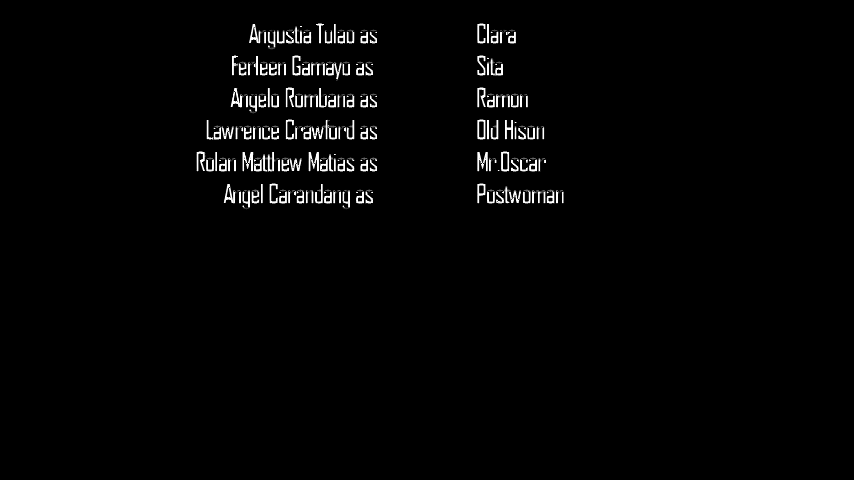 Angustia Tulao as Clara
Ferleen Gamayo as Sita
Angelo Rombana as Ramon
Lawrence Crawford as Old Hison
Rolan Matthew Matias as Mr.Oscar
Angel Carandang as Postwoman